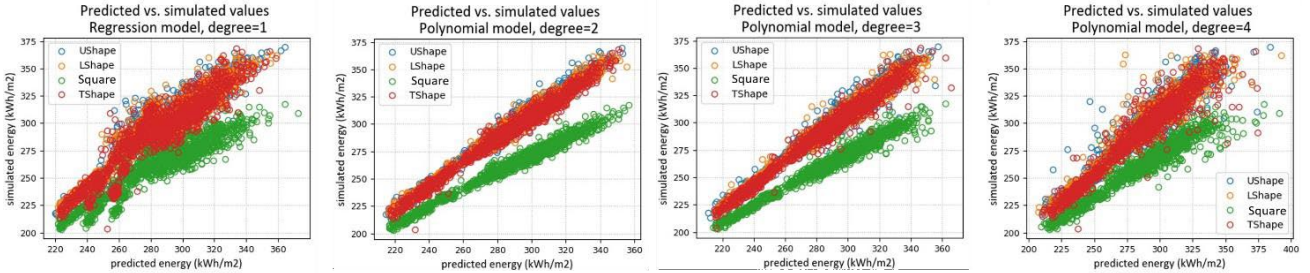 Predicted vs. simulated values
Regression model, degree=1
375
350
325
300
275
250
225
200
simulated energy (kWh/m2)
UShape
LShape
Square
TShape
220 240 260 280 300 320 340 360
predicted energy (kWh/m2)
Predicted vs. simulated values
Polynomial model, degree=2
375
350
325
300
275
250
225
200
simulated energy (kWh/m2)
UShape
LShape
Square
TShape
220 240 260 280 300 320 340 360
predicted energy (kWh/m2)
Predicted vs. simulated values
Polynomial model, degree=3
375
350
325
300
275
250
225
200
simulated energy (kWh/m2)
UShape
LShape
Square
TShape
220 240 260 280 300 320 340 360
predicted energy (kWh/m2)
Predicted vs. simulated values
Polynomial model, degree=4
375
350
325
300
275
250
225
200
simulated energy (kWh/m2)
UShape
LShape
Square
TShape
200 225 250 275 300 325 350 375 400
predicted energy (kWh/m2)